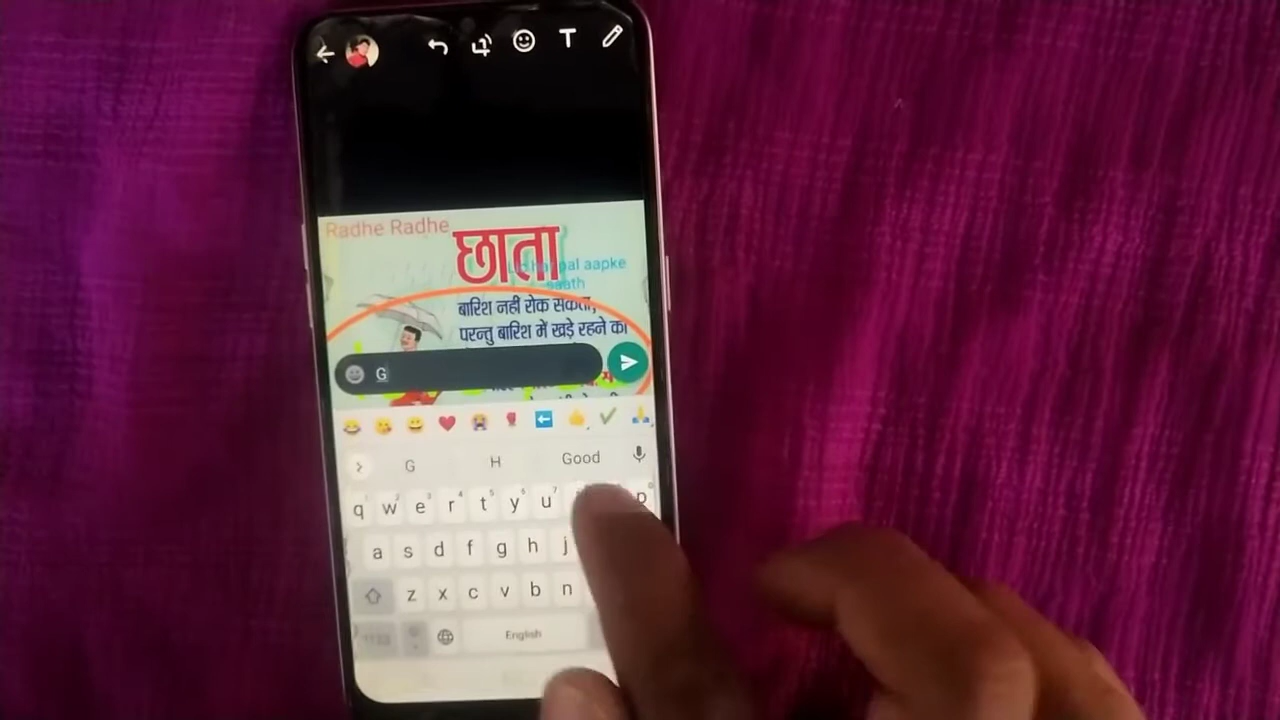 T
Radhe Radhe
छाता
pal aapke
saath
बारिश नही रोक सकता,
परन्तु बारिश में खड़े रहने का
G
G H Good
q w e r t y u p
a s d f g h j
z x c v b n
English